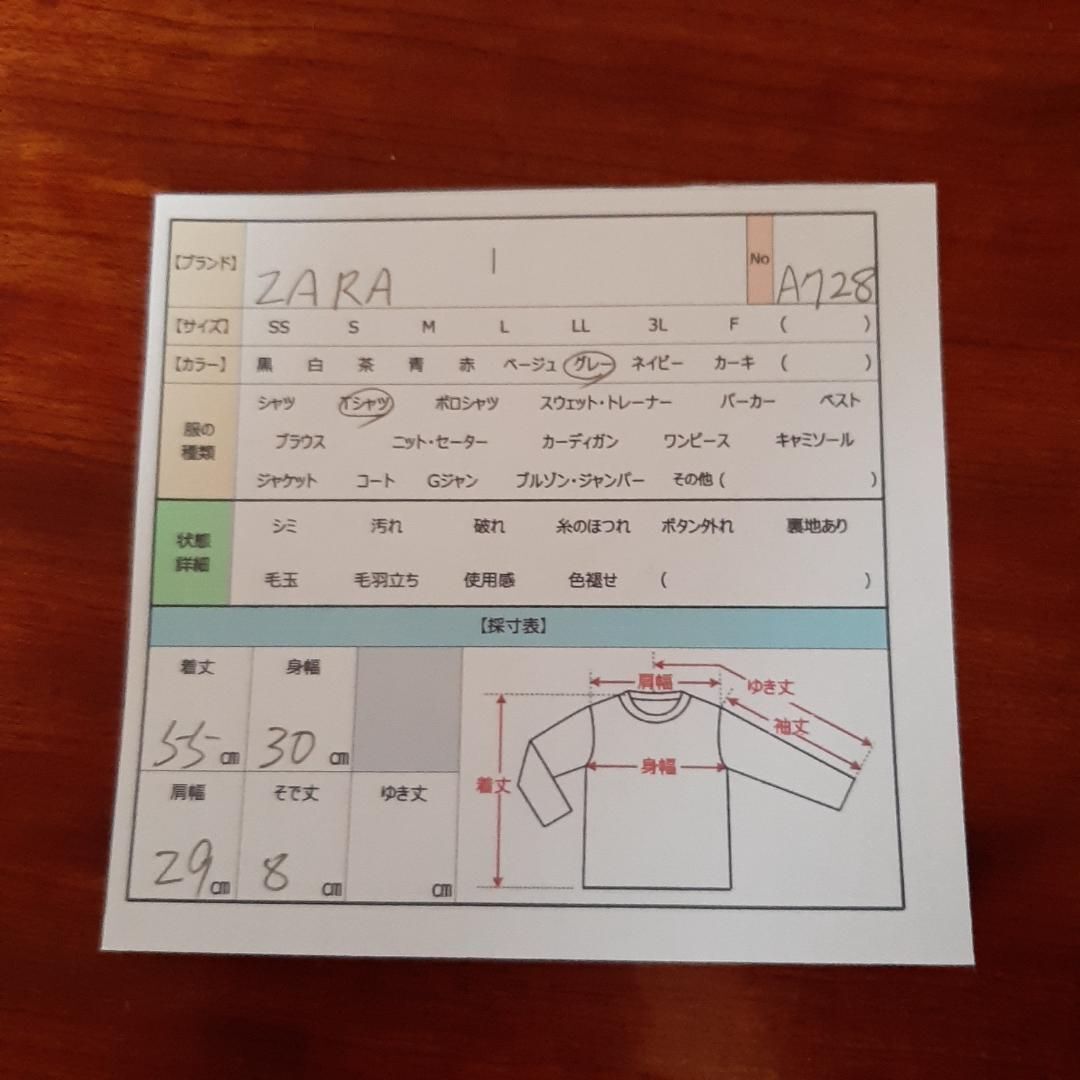 【ブランド】 ZARA No A728
【サイズ】 SS S M L LL 3L F ( )
【カラー】 黒 白 茶 青 赤 ベージュ グレー ネイビー カーキ ( )
服の種類
シャツ Tシャツ ポロシャツ スウェット・トレーナー パーカー ベスト
ブラウス ニット・セーター カーディガン ワンピース キャミソール
ジャケット コート Gジャン ブルゾン・ジャンパー その他 ( )
状態詳細
シミ 汚れ 破れ 糸のほつれ ボタン外れ 裏地あり
毛玉 毛羽立ち 使用感 色褪せ ( )
【採寸表】
着丈 身幅
55cm 30cm
肩幅 そで丈 ゆき丈
29cm 8cm cm
肩幅 ゆき丈
袖丈
着丈 身幅